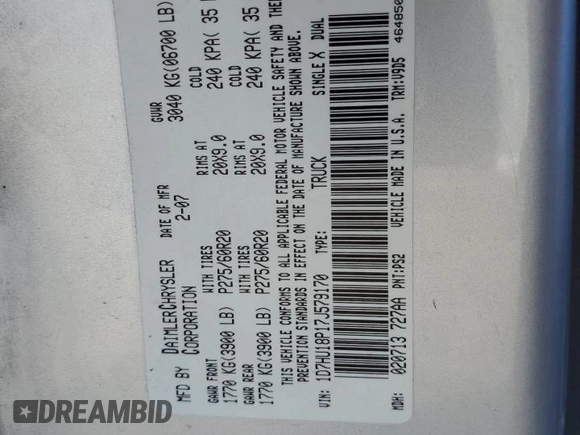 MFD BY DAIMLERCHRYSLER CORPORATION
DATE OF MFR 2-07
GVWR 3040 KG(06700 LB)
GAWR FRONT 1770 KG(3900 LB)
WITH TIRES P275/60R20
RIMS AT 20X9.0
COLD 240 KPA( 35
GAWR REAR 1770 KG(3900 LB)
WITH TIRES P275/60R20
RIMS AT 20X9.0
COLD 240 KPA( 35
THIS VEHICLE CONFORMS TO ALL APPLICABLE FEDERAL MOTOR VEHICLE SAFETY AND
PREVENTION STANDARDS IN EFFECT ON THE DATE OF MANUFACTURE SHOWN ABOVE.
VIN: 1D7HU18P17J579170 TYPE: TRUCK SINGLE X DUAL
MDH: 020713 727AA PNT:PS2 VEHICLE MADE IN U.S.A. TRM:V9D5
DREAMBID
CARS & DEALS